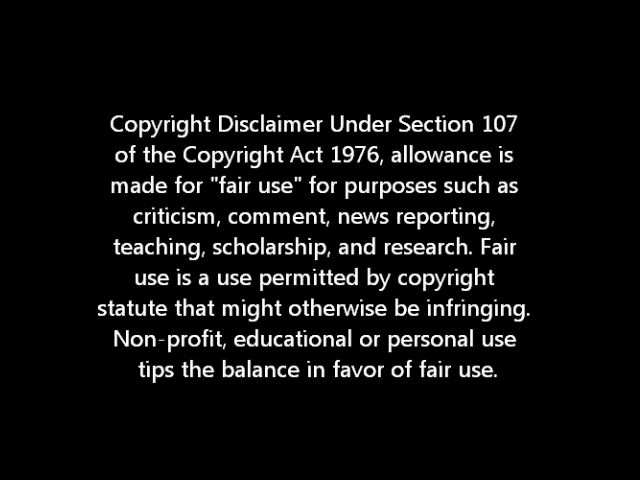 Copyright Disclaimer Under Section 107
of the Copyright Act 1976, allowance is
made for "fair use" for purposes such as
criticism, comment, news reporting,
teaching, scholarship, and research. Fair
use is a use permitted by copyright
statute that might otherwise be infringing.
Non-profit, educational or personal use
tips the balance in favor of fair use.